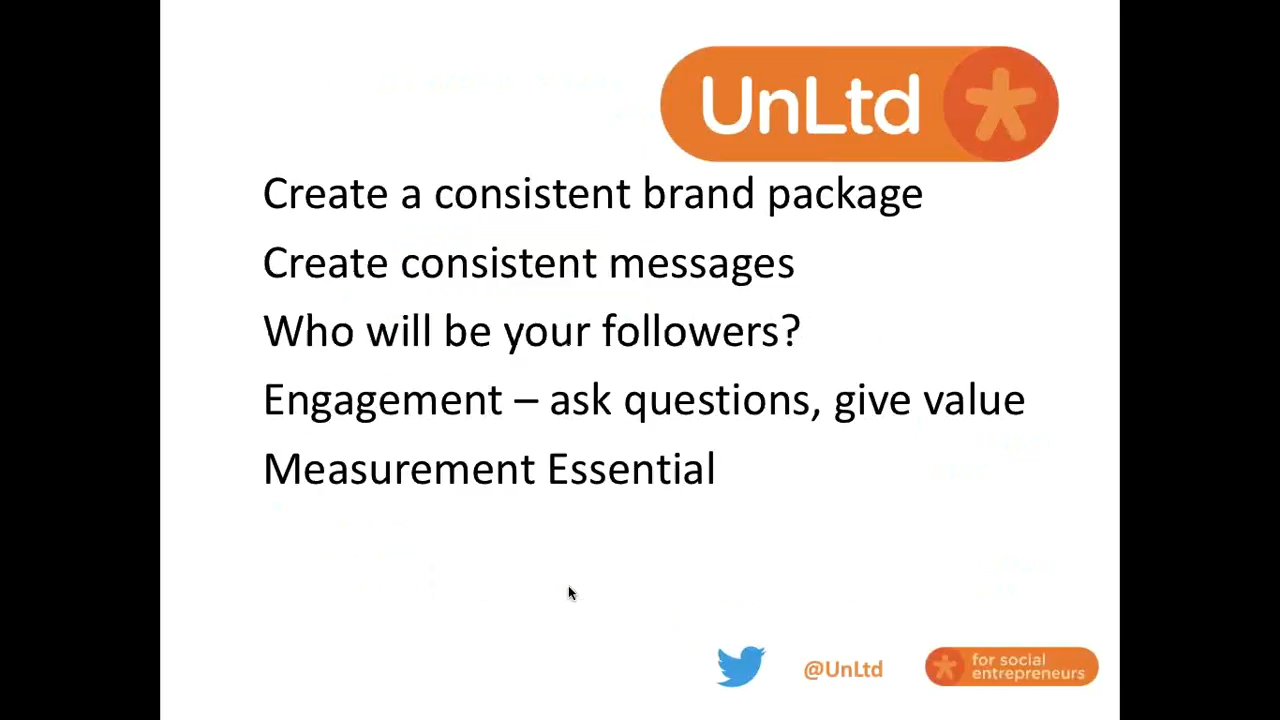 UnLtd
Create a consistent brand package
Create consistent messages
Who will be your followers?
Engagement – ask questions, give value
Measurement Essential
@UnLtd
for social
entrepreneurs